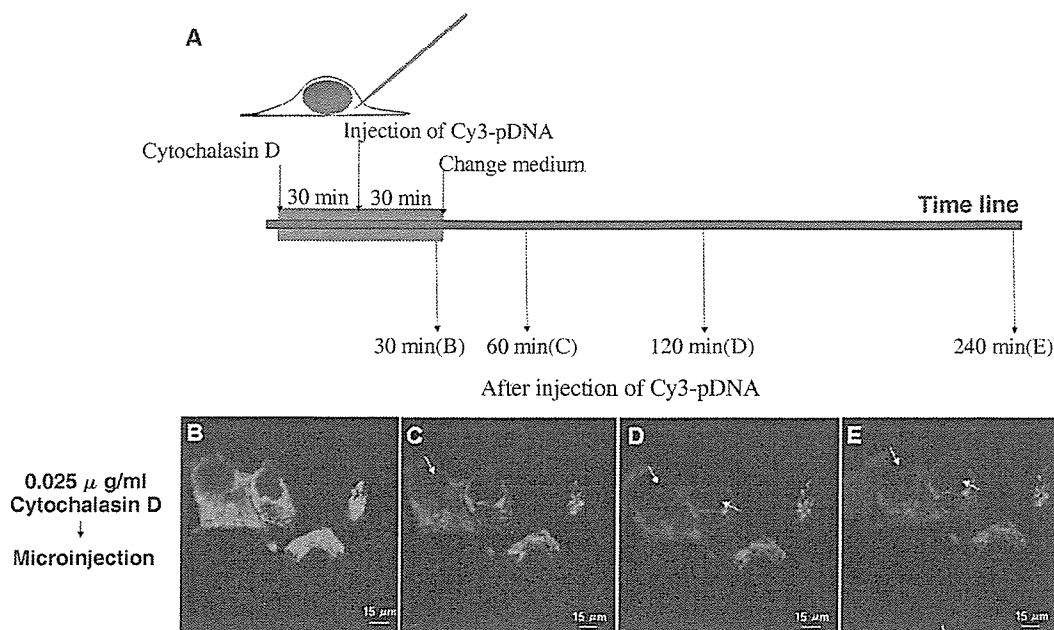 A
Injection of Cy3-pDNA
Cytochalasin D
Change medium
30 min 30 min
Time line
30 min(B) 60 min(C) 120 min(D) 240 min(E)
After injection of Cy3-pDNA
B C D E
0.025 μ g/ml
Cytochalasin D
Microinjection
15 μm 15 μm 15 μm 15 μm